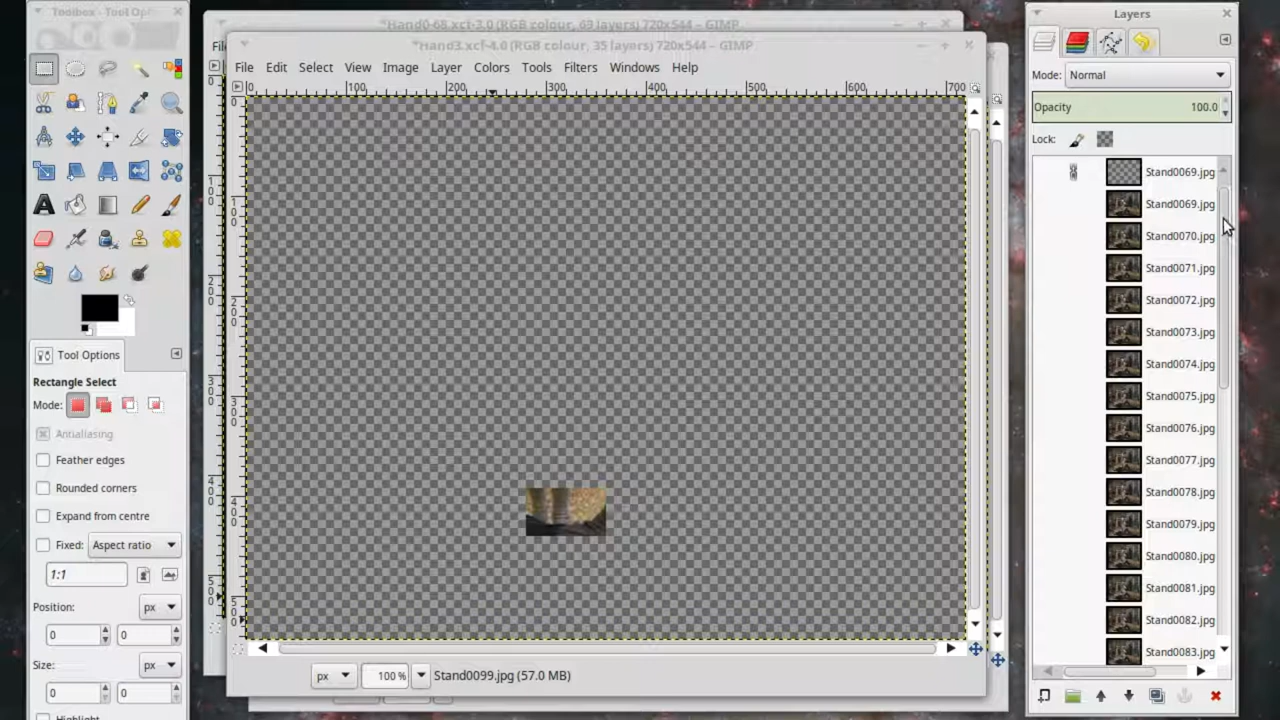 Toolbox - Tool Opti
*Hand0-68.xcf-3.0 (RGB colour, 69 layers) 720x544 – GIMP
*Hand3.xcf-4.0 (RGB colour, 35 layers) 720x544 – GIMP
Layers
File Edit Select View Image Layer Colors Tools Filters Windows Help
Mode: Normal
Opacity 100.0
Lock:
0 100 200 300 400 500 600 700
Stand0069.jpg
Stand0069.jpg
Stand0070.jpg
Stand0071.jpg
Stand0072.jpg
Stand0073.jpg
Stand0074.jpg
Stand0075.jpg
Stand0076.jpg
Stand0077.jpg
Stand0078.jpg
Stand0079.jpg
Stand0080.jpg
Stand0081.jpg
Stand0082.jpg
Stand0083.jpg
Tool Options
Rectangle Select
Mode:
Antialiasing
Feather edges
Rounded corners
Expand from centre
Fixed: Aspect ratio
1:1
Position: px
0 0
Size: px
0 0
Highlight
px 100 % Stand0099.jpg (57.0 MB)